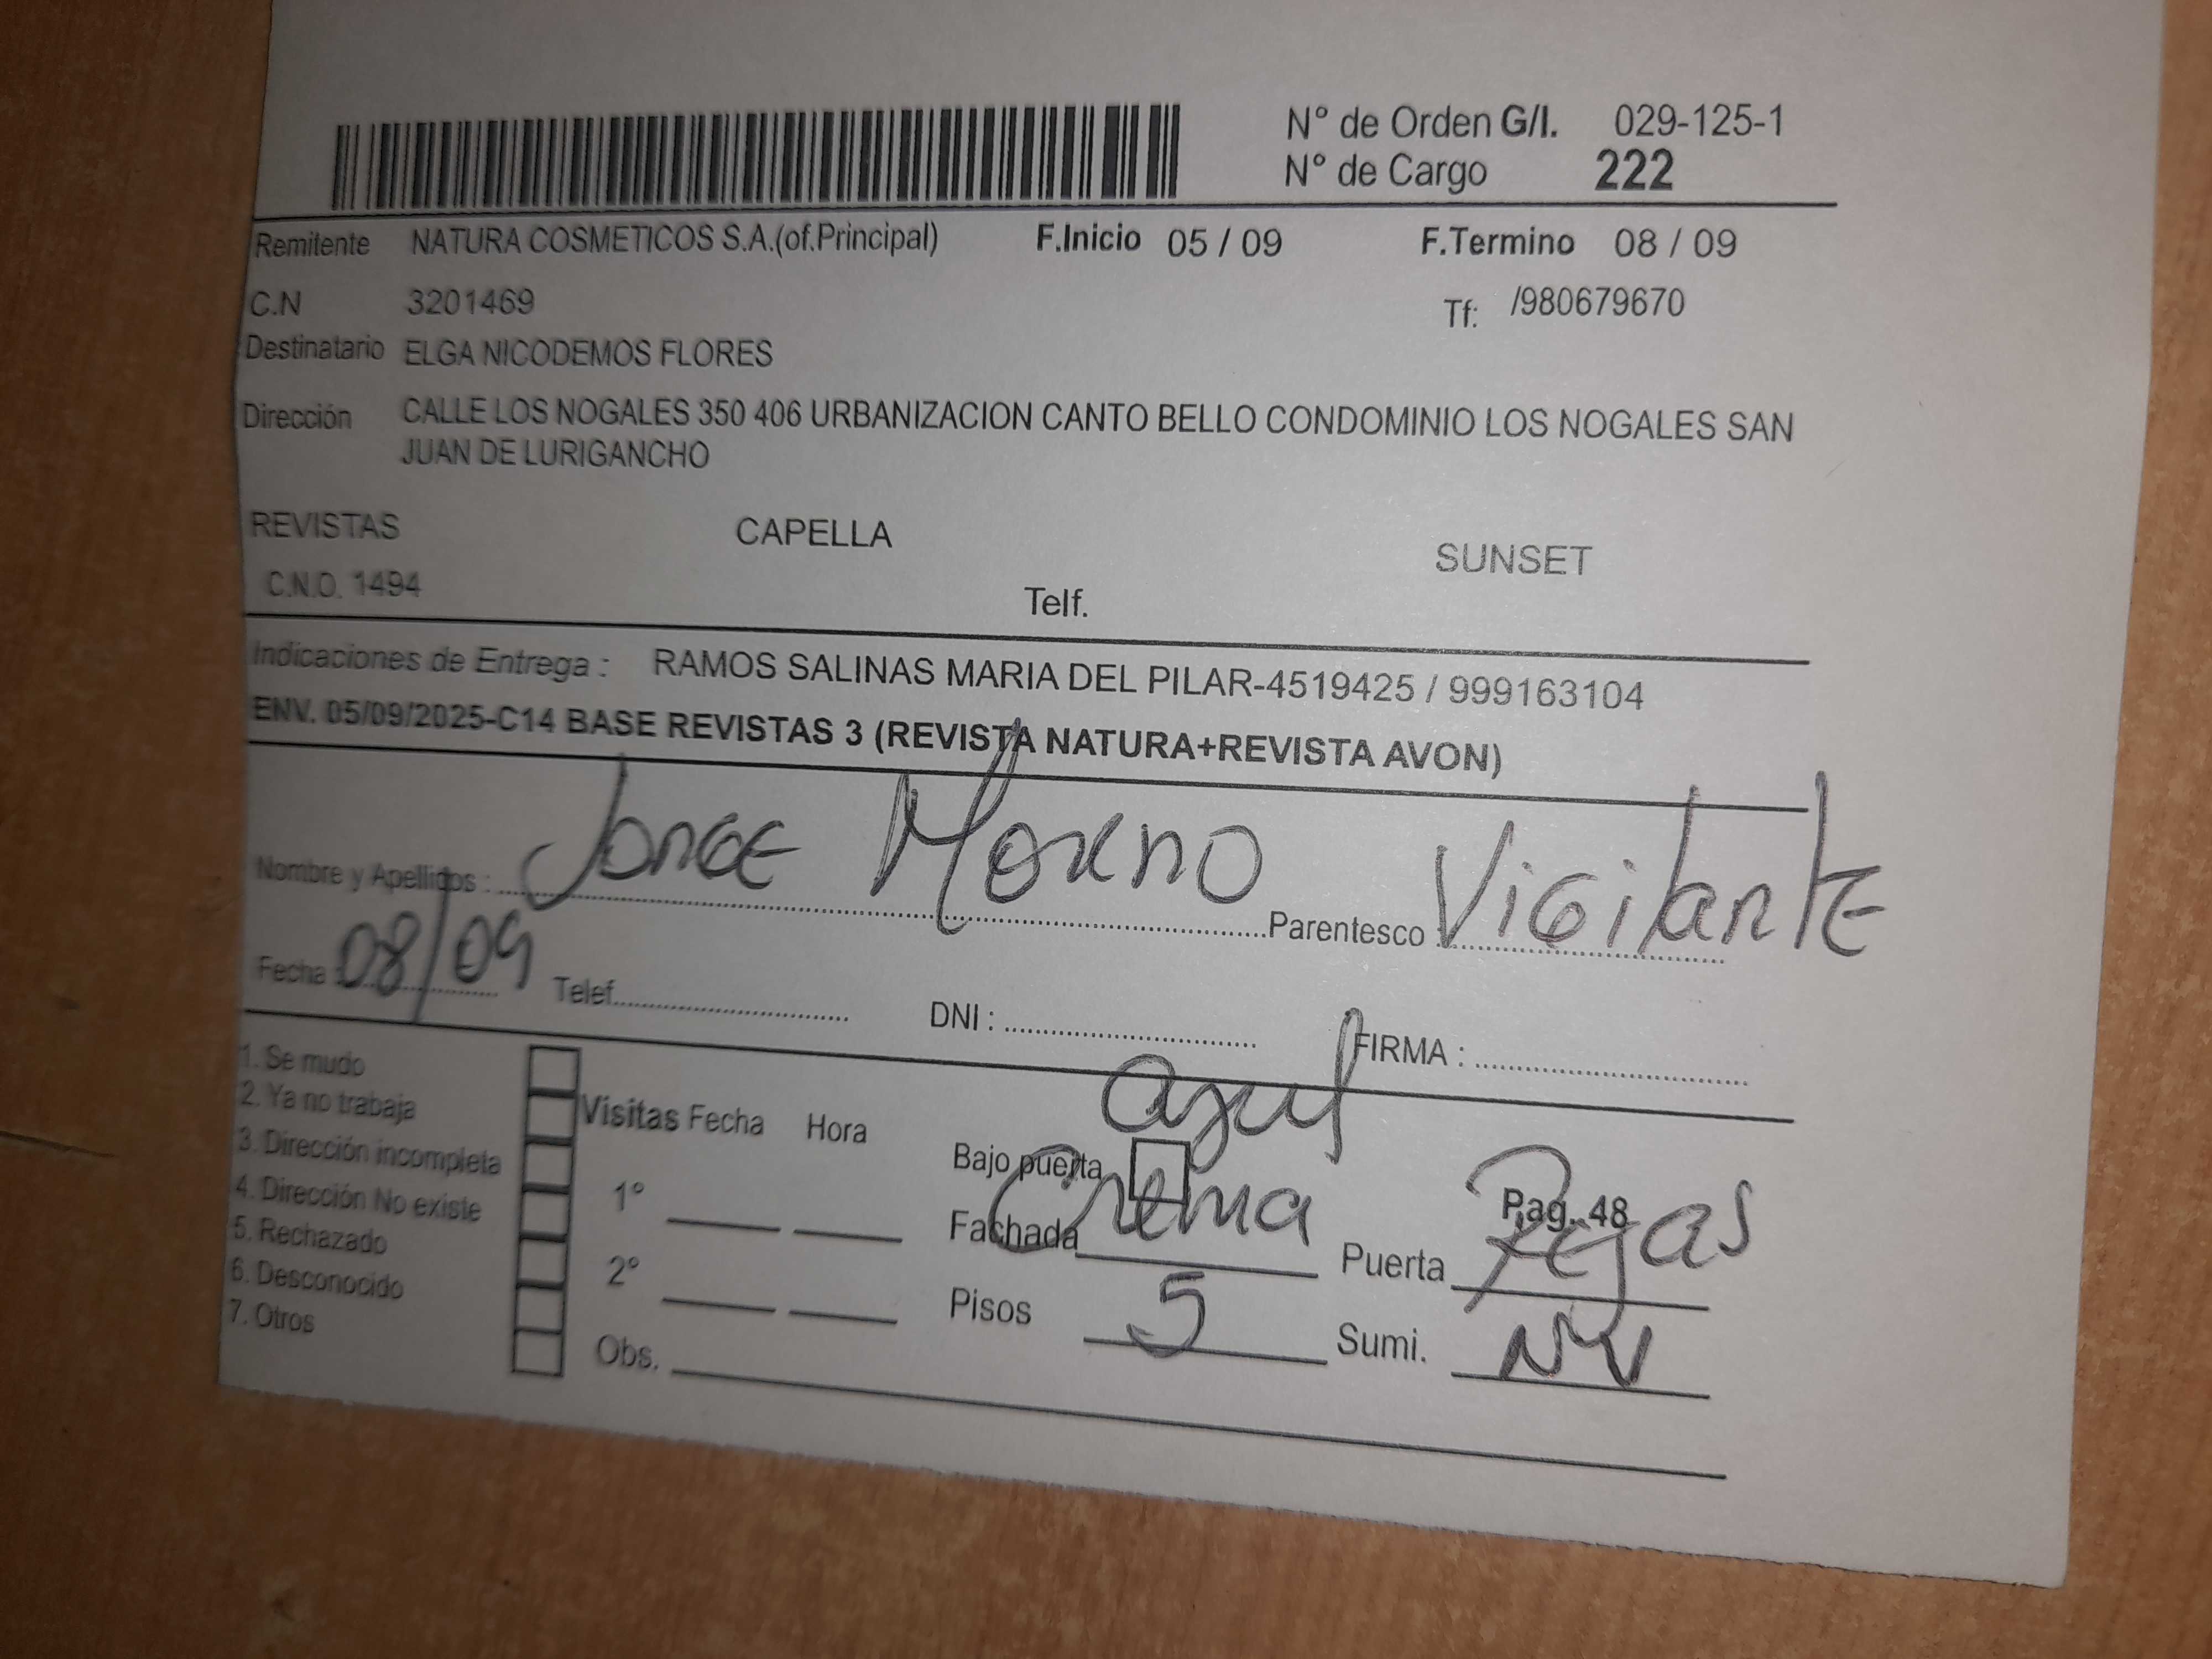 N° de Orden G/I. 029-125-1
N° de Cargo 222
Remitente NATURA COSMETICOS S.A.(of.Principal) F.Inicio 05 / 09 F.Termino 08 / 09
C.N 3201469 Tf: /980679670
Destinatario ELGA NICODEMOS FLORES
Dirección CALLE LOS NOGALES 350 406 URBANIZACION CANTO BELLO CONDOMINIO LOS NOGALES SAN
JUAN DE LURIGANCHO
REVISTAS CAPELLA SUNSET
C.N.O. 1494 Telf.
Indicaciones de Entrega : RAMOS SALINAS MARIA DEL PILAR-4519425 / 999163104
ENV. 05/09/2025-C14 BASE REVISTAS 3 (REVISTA NATURA+REVISTA AVON)
Nombre y Apellidos : Jorge Moreno Parentesco Vigilante
Fecha : 08/09 Telef. DNI : FIRMA :
1. Se mudo
2. Ya no trabaja
3. Dirección incompleta
4. Dirección No existe
5. Rechazado
6. Desconocido
7. Otros
Visitas Fecha Hora
1°
2°
Obs.
azul
Bajo puerta
Fachada crema Puerta Rejas
Pag. 48
Pisos 5 Sumi. NV